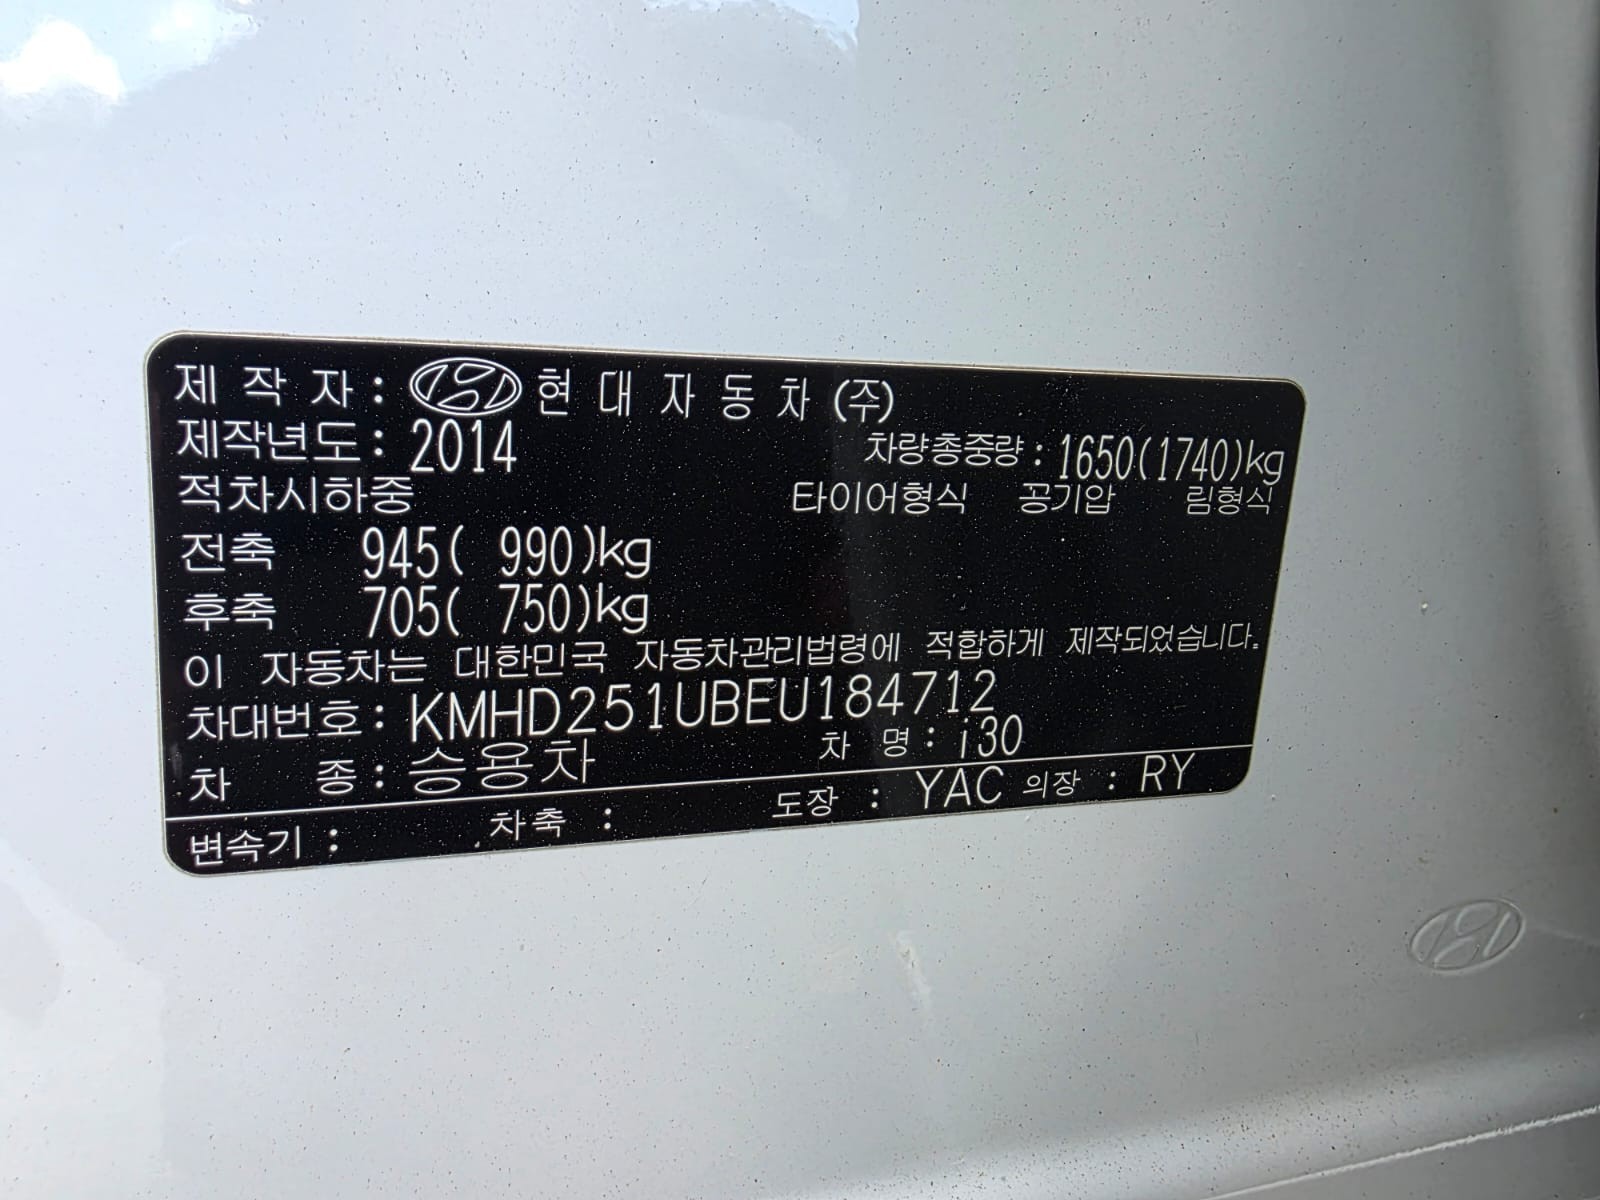 제 작 자 : 현 대 자 동 차 (주)
제작년도 : 2014 차량총중량 : 1650(1740)kg
적차시하중 타이어형식 공기압 림형식
전축 945( 990)kg
후축 705( 750)kg
이 자동차는 대한민국 자동차관리법령에 적합하게 제작되었습니다.
차대번호 : KMHD251UBEU184712
차 종 : 승용차 차 명 : i30
변속기 : 차축 : 도장 : YAC 의장 : RY